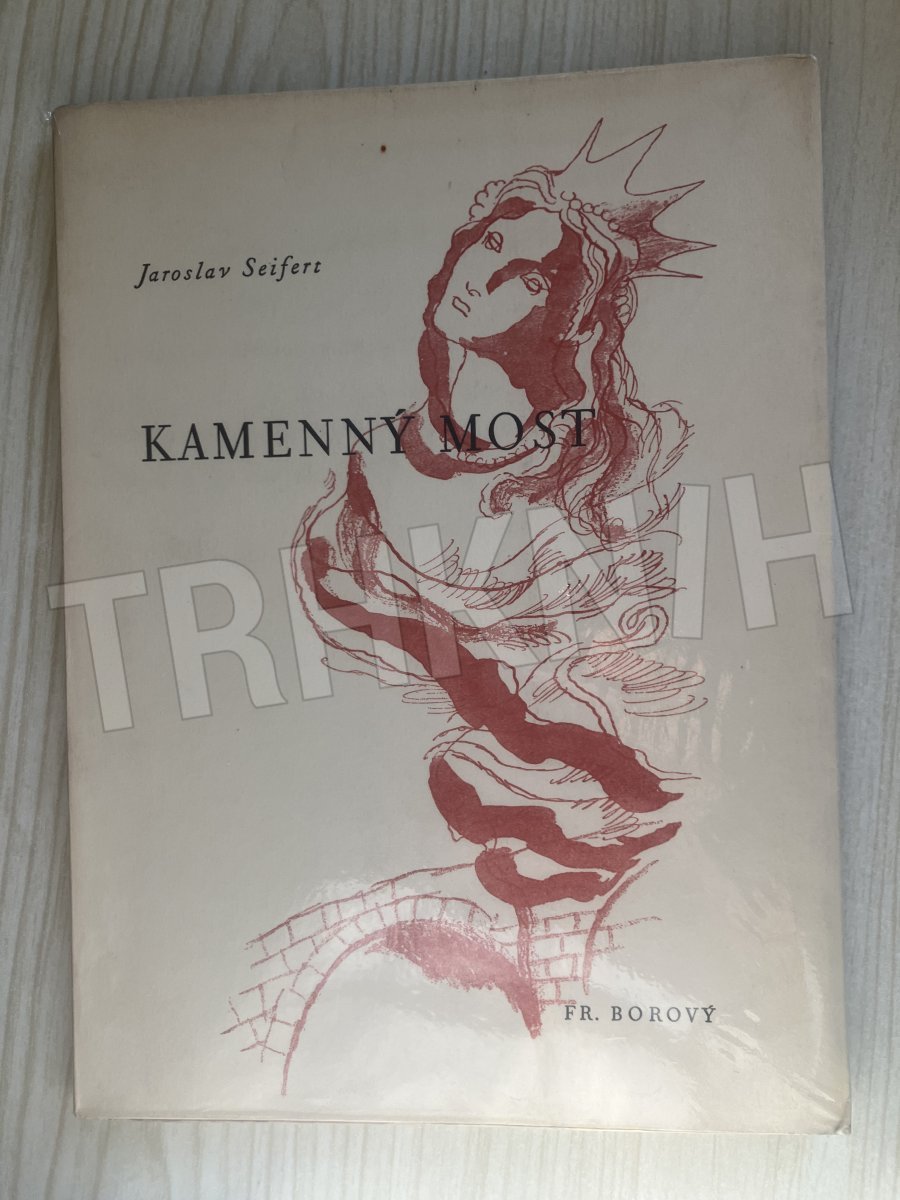 Jaroslav Seifert
KAMENNÝ MOST
TRHKNIH
FR. BOROVÝ